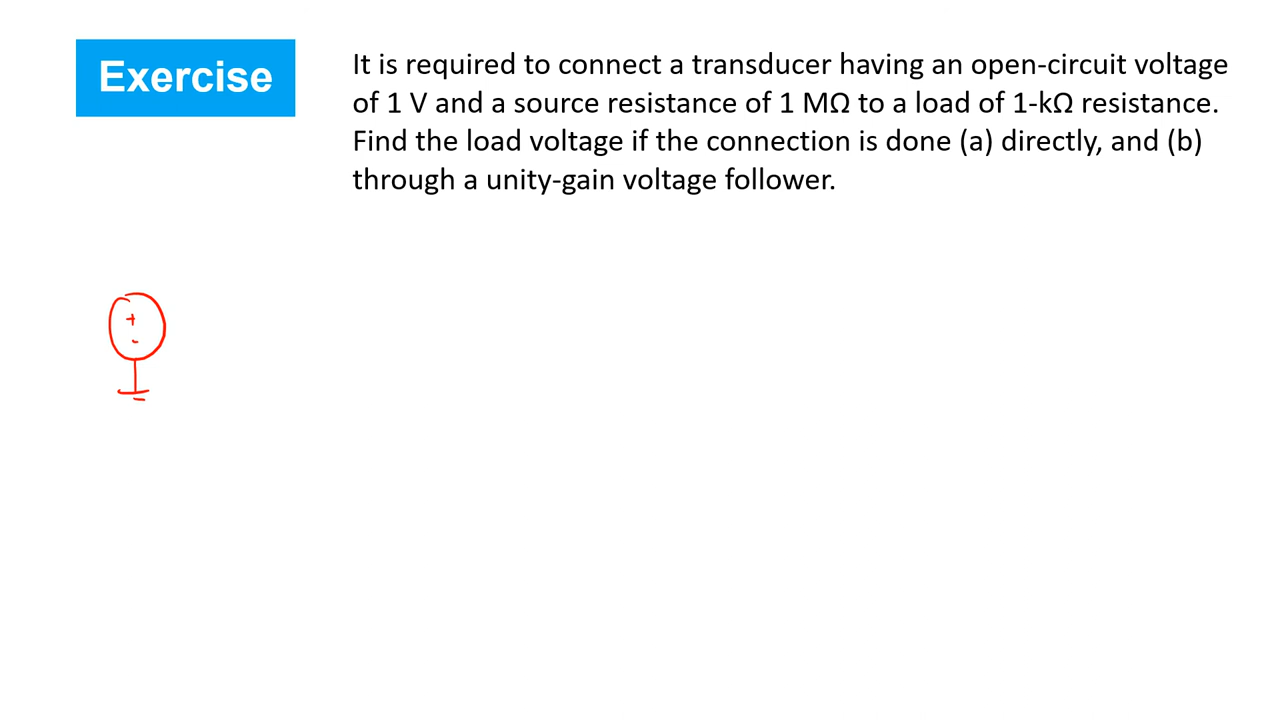 Exercise
It is required to connect a transducer having an open-circuit voltage
of 1 V and a source resistance of 1 MΩ to a load of 1-kΩ resistance.
Find the load voltage if the connection is done (a) directly, and (b)
through a unity-gain voltage follower.
+
-